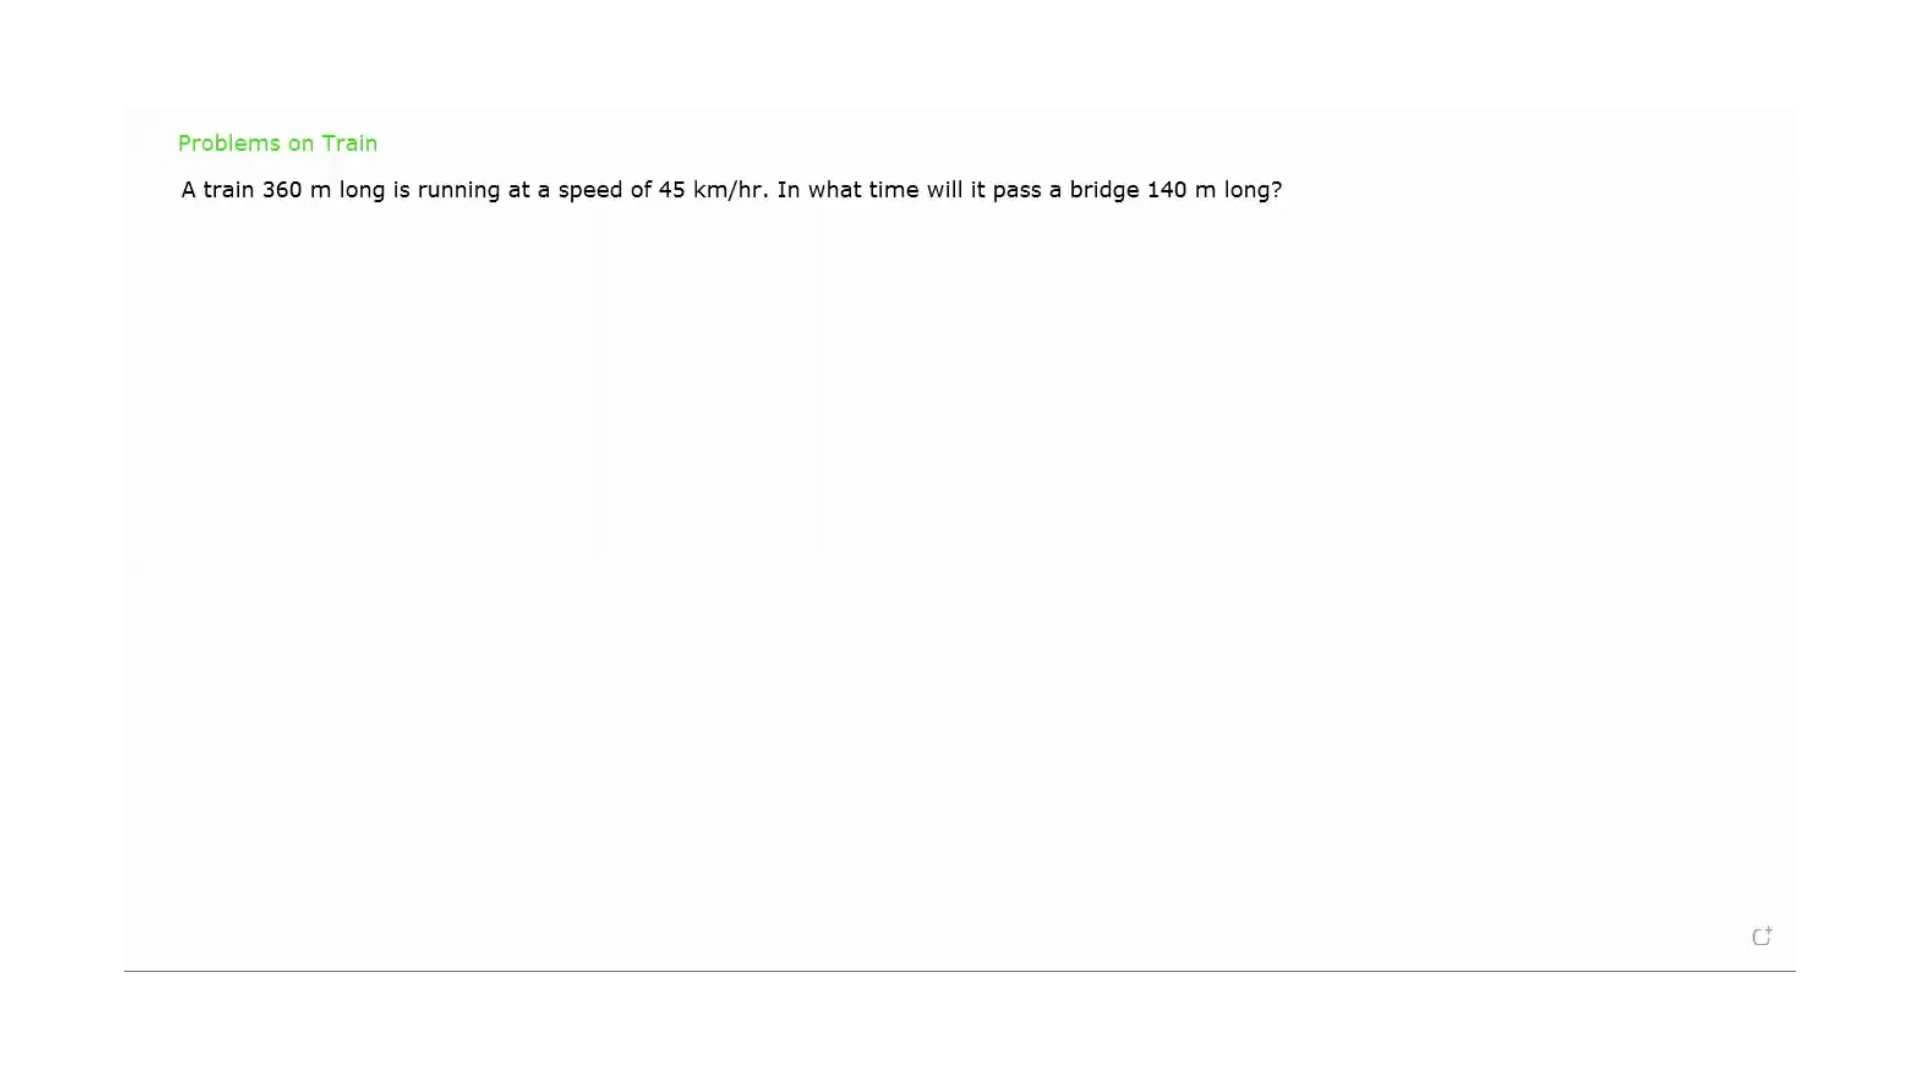 Problems on Train
A train 360 m long is running at a speed of 45 km/hr. In what time will it pass a bridge 140 m long?